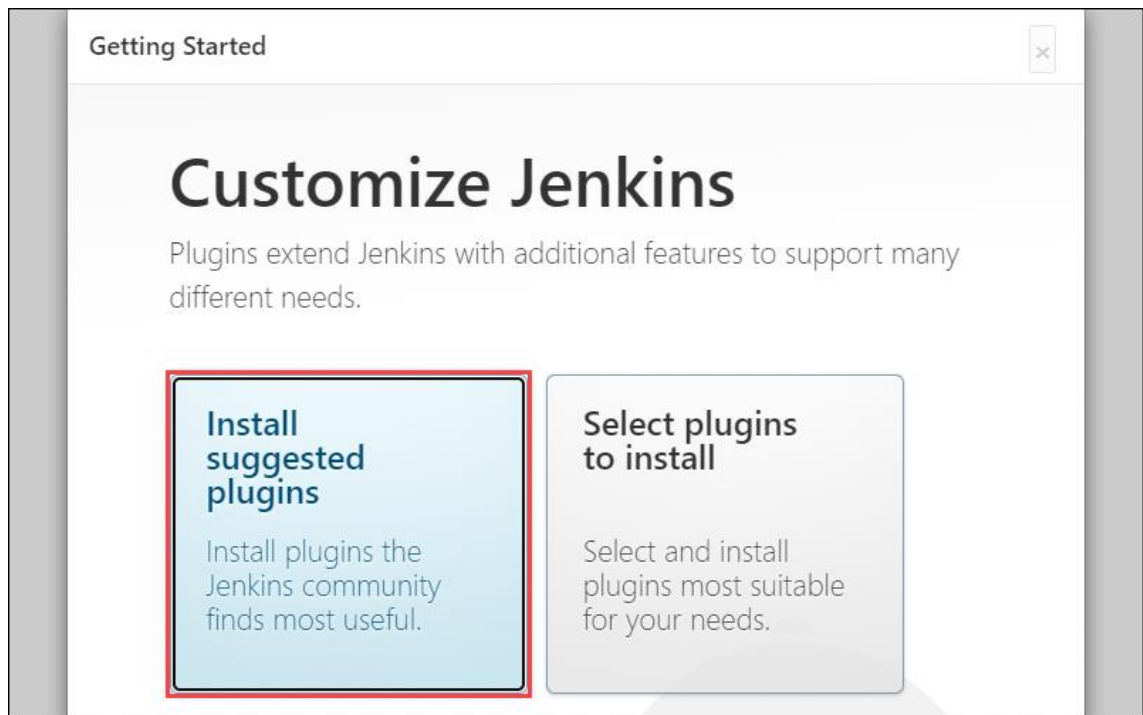 Getting Started
×
Customize Jenkins
Plugins extend Jenkins with additional features to support many
different needs.
Install
suggested
plugins
Install plugins the
Jenkins community
finds most useful.
Select plugins
to install
Select and install
plugins most suitable
for your needs.